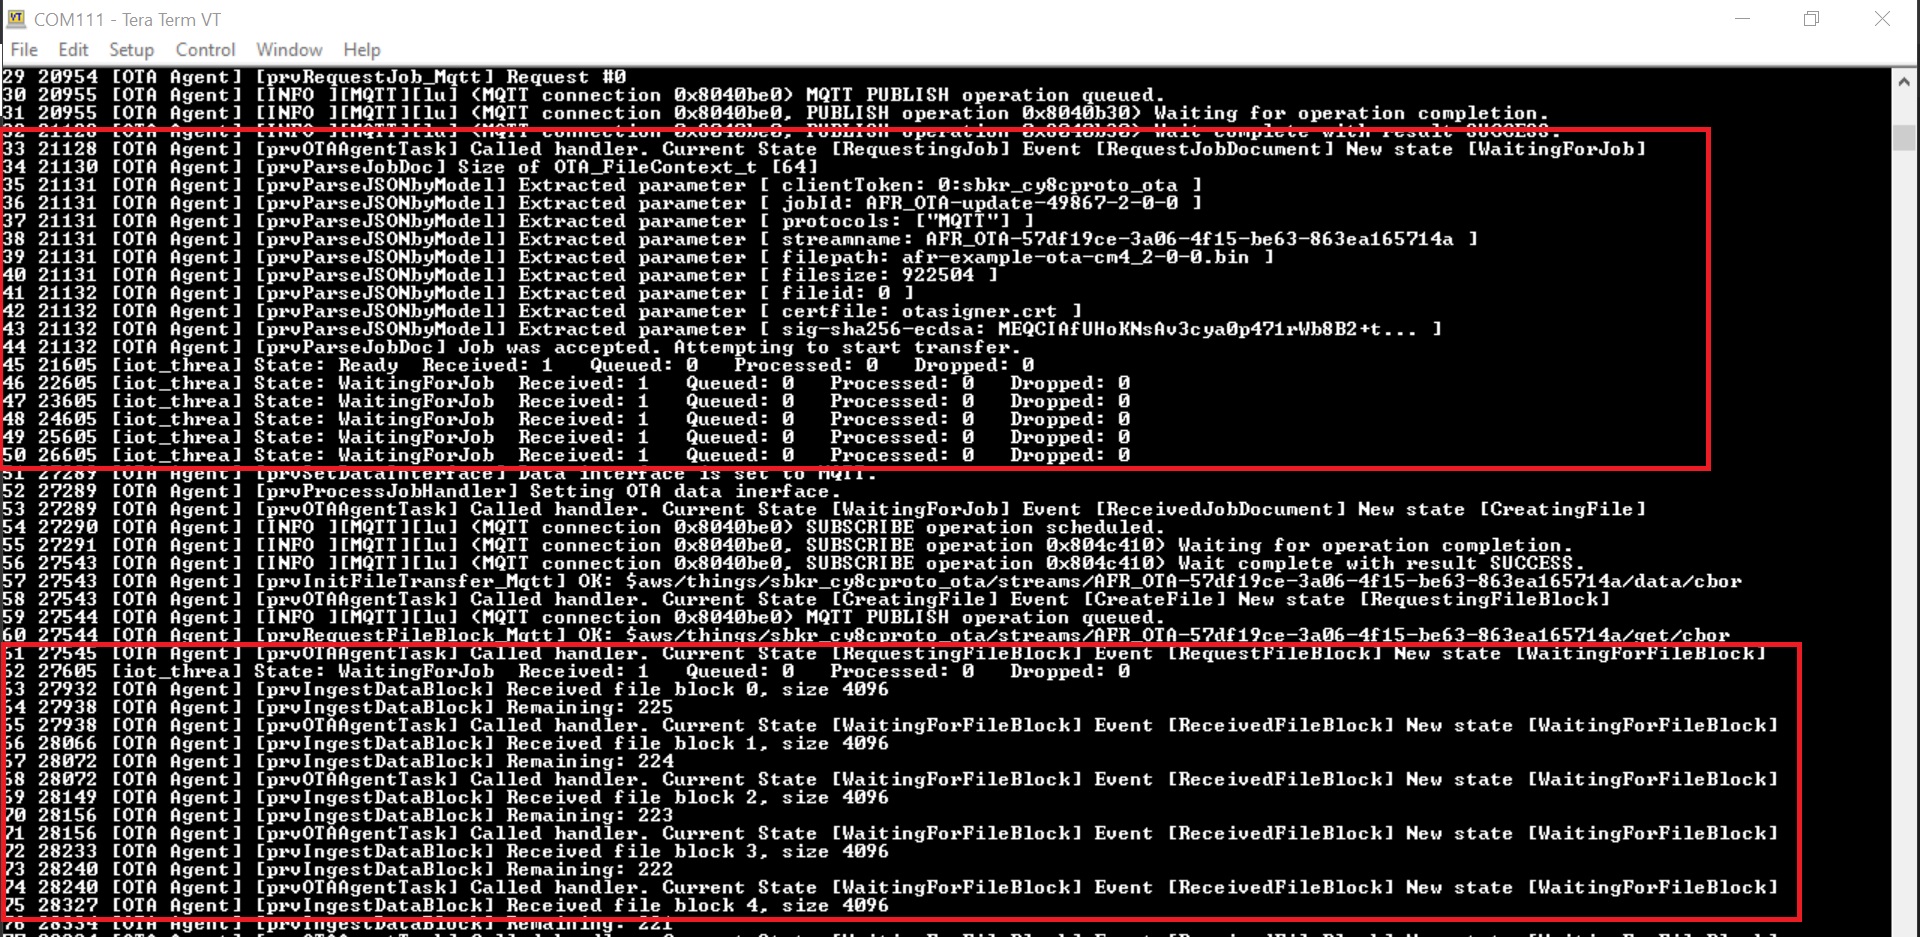 VT COM111 - Tera Term VT
File Edit Setup Control Window Help
29 20954 [OTA Agent] [prvRequestJob_Mqtt] Request #0
30 20955 [OTA Agent] [INFO ][MQTT][lu] (MQTT connection 0x8040be0) MQTT PUBLISH operation queued.
31 20955 [OTA Agent] [INFO ][MQTT][lu] (MQTT connection 0x8040be0, PUBLISH operation 0x8040b30) Waiting for operation completion.
32 21128 [OTA Agent] [INFO ][MQTT][lu] (MQTT connection 0x8040be0, PUBLISH operation 0x8040b30) Wait complete with result SUCCESS.
33 21128 [OTA Agent] [prvOTAAgentTask] Called handler. Current State [RequestingJob] Event [RequestJobDocument] New state [WaitingForJob]
34 21130 [OTA Agent] [prvParseJobDoc] Size of OTA_FileContext_t [64]
35 21131 [OTA Agent] [prvParseJSONbyModel] Extracted parameter [ clientToken: 0:sbkr_cy8cproto_ota ]
36 21131 [OTA Agent] [prvParseJSONbyModel] Extracted parameter [ jobId: AFR_OTA-update-49867-2-0-0 ]
37 21131 [OTA Agent] [prvParseJSONbyModel] Extracted parameter [ protocols: ["MQTT"] ]
38 21131 [OTA Agent] [prvParseJSONbyModel] Extracted parameter [ streamname: AFR_OTA-57df19ce-3a06-4f15-be63-863ea165714a ]
39 21131 [OTA Agent] [prvParseJSONbyModel] Extracted parameter [ filepath: afr-example-ota-cm4_2-0-0.bin ]
40 21131 [OTA Agent] [prvParseJSONbyModel] Extracted parameter [ filesize: 922504 ]
41 21132 [OTA Agent] [prvParseJSONbyModel] Extracted parameter [ fileid: 0 ]
42 21132 [OTA Agent] [prvParseJSONbyModel] Extracted parameter [ certfile: otasigner.crt ]
43 21132 [OTA Agent] [prvParseJSONbyModel] Extracted parameter [ sig-sha256-ecdsa: MEQCIAfUHoKNsAv3cya0p471rWb8B2+t... ]
44 21132 [OTA Agent] [prvParseJobDoc] Job was accepted. Attempting to start transfer.
45 21605 [iot_threa] State: Ready Received: 1 Queued: 0 Processed: 0 Dropped: 0
46 22605 [iot_threa] State: WaitingForJob Received: 1 Queued: 0 Processed: 0 Dropped: 0
47 23605 [iot_threa] State: WaitingForJob Received: 1 Queued: 0 Processed: 0 Dropped: 0
48 24605 [iot_threa] State: WaitingForJob Received: 1 Queued: 0 Processed: 0 Dropped: 0
49 25605 [iot_threa] State: WaitingForJob Received: 1 Queued: 0 Processed: 0 Dropped: 0
50 26605 [iot_threa] State: WaitingForJob Received: 1 Queued: 0 Processed: 0 Dropped: 0
51 27289 [OTA Agent] [prvSetDataInterface] Data interface is set to MQTT.
52 27289 [OTA Agent] [prvProcessJobHandler] Setting OTA data inerface.
53 27289 [OTA Agent] [prvOTAAgentTask] Called handler. Current State [WaitingForJob] Event [ReceivedJobDocument] New state [CreatingFile]
54 27290 [OTA Agent] [INFO ][MQTT][lu] (MQTT connection 0x8040be0) SUBSCRIBE operation scheduled.
55 27291 [OTA Agent] [INFO ][MQTT][lu] (MQTT connection 0x8040be0, SUBSCRIBE operation 0x804c410) Waiting for operation completion.
56 27543 [OTA Agent] [INFO ][MQTT][lu] (MQTT connection 0x8040be0, SUBSCRIBE operation 0x804c410) Wait complete with result SUCCESS.
57 27543 [OTA Agent] [prvInitFileTransfer_Mqtt] OK: $aws/things/sbkr_cy8cproto_ota/streams/AFR_OTA-57df19ce-3a06-4f15-be63-863ea165714a/data/cbor
58 27543 [OTA Agent] [prvOTAAgentTask] Called handler. Current State [CreatingFile] Event [CreateFile] New state [RequestingFileBlock]
59 27544 [OTA Agent] [INFO ][MQTT][lu] (MQTT connection 0x8040be0) MQTT PUBLISH operation queued.
60 27544 [OTA Agent] [prvRequestFileBlock_Mqtt] OK: $aws/things/sbkr_cy8cproto_ota/streams/AFR_OTA-57df19ce-3a06-4f15-be63-863ea165714a/get/cbor
61 27545 [OTA Agent] [prvOTAAgentTask] Called handler. Current State [RequestingFileBlock] Event [RequestFileBlock] New state [WaitingForFileBlock]
62 27605 [iot_threa] State: WaitingForJob Received: 1 Queued: 0 Processed: 0 Dropped: 0
63 27932 [OTA Agent] [prvIngestDataBlock] Received file block 0, size 4096
64 27938 [OTA Agent] [prvIngestDataBlock] Remaining: 225
65 27938 [OTA Agent] [prvOTAAgentTask] Called handler. Current State [WaitingForFileBlock] Event [ReceivedFileBlock] New state [WaitingForFileBlock]
66 28066 [OTA Agent] [prvIngestDataBlock] Received file block 1, size 4096
67 28072 [OTA Agent] [prvIngestDataBlock] Remaining: 224
68 28072 [OTA Agent] [prvOTAAgentTask] Called handler. Current State [WaitingForFileBlock] Event [ReceivedFileBlock] New state [WaitingForFileBlock]
69 28149 [OTA Agent] [prvIngestDataBlock] Received file block 2, size 4096
70 28156 [OTA Agent] [prvIngestDataBlock] Remaining: 223
71 28156 [OTA Agent] [prvOTAAgentTask] Called handler. Current State [WaitingForFileBlock] Event [ReceivedFileBlock] New state [WaitingForFileBlock]
72 28233 [OTA Agent] [prvIngestDataBlock] Received file block 3, size 4096
73 28240 [OTA Agent] [prvIngestDataBlock] Remaining: 222
74 28240 [OTA Agent] [prvOTAAgentTask] Called handler. Current State [WaitingForFileBlock] Event [ReceivedFileBlock] New state [WaitingForFileBlock]
75 28327 [OTA Agent] [prvIngestDataBlock] Received file block 4, size 4096
76 28334 [OTA Agent] [prvIngestDataBlock] Remaining: 221